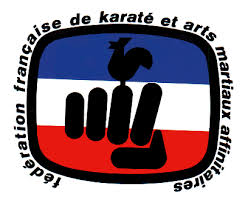 fédération française de karaté et arts martiaux affinitaires